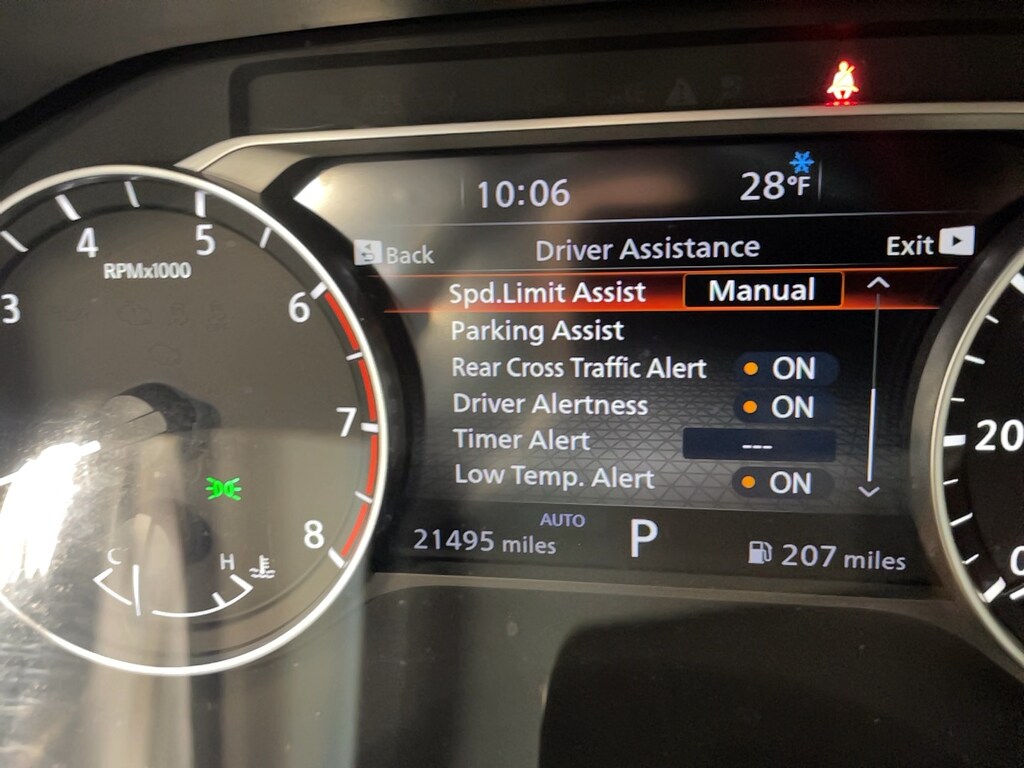 10:06 28°F
Back Driver Assistance Exit
Spd.Limit Assist Manual
Parking Assist
Rear Cross Traffic Alert ON
Driver Alertness ON
Timer Alert ---
Low Temp. Alert ON
AUTO
21495 miles P 207 miles
3 4 5 6 7 8
RPMx1000
C H
20
0